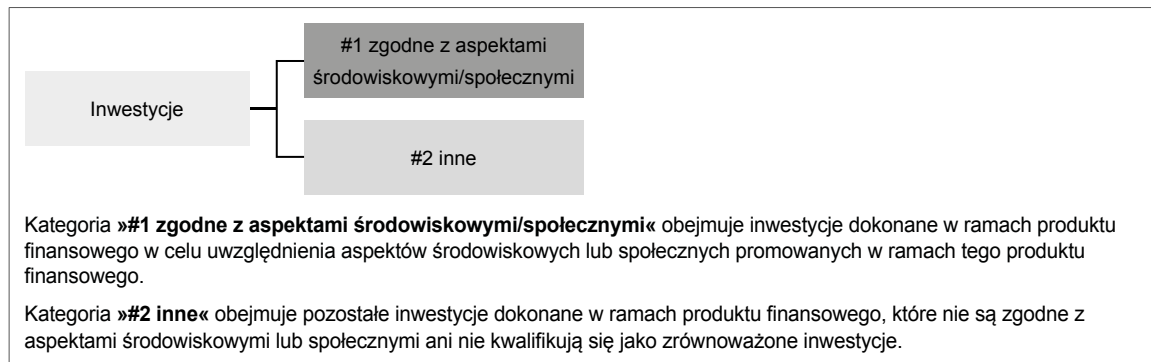 #1 zgodne z aspektami
środowiskowymi/społecznymi
Inwestycje
#2 inne
Kategoria »#1 zgodne z aspektami środowiskowymi/społecznymi« obejmuje inwestycje dokonane w ramach produktu
finansowego w celu uwzględnienia aspektów środowiskowych lub społecznych promowanych w ramach tego produktu
finansowego.
Kategoria »#2 inne« obejmuje pozostałe inwestycje dokonane w ramach produktu finansowego, które nie są zgodne z
aspektami środowiskowymi lub społecznymi ani nie kwalifikują się jako zrównoważone inwestycje.